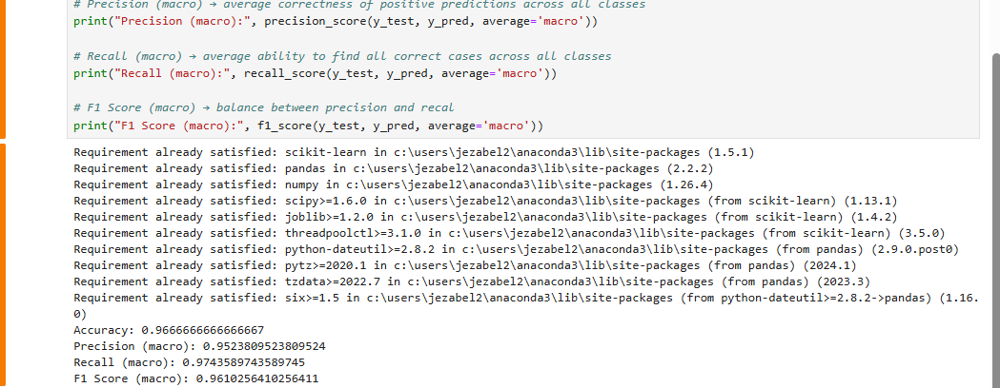 # Precision (macro) → average correctness of positive predictions across all classes
print("Precision (macro):", precision_score(y_test, y_pred, average='macro'))
# Recall (macro) → average ability to find all correct cases across all classes
print("Recall (macro):", recall_score(y_test, y_pred, average='macro'))
# F1 Score (macro) → balance between precision and recal
print("F1 Score (macro):", f1_score(y_test, y_pred, average='macro'))
Requirement already satisfied: scikit-learn in c:\users\jezabel2\anaconda3\lib\site-packages (1.5.1)
Requirement already satisfied: pandas in c:\users\jezabel2\anaconda3\lib\site-packages (2.2.2)
Requirement already satisfied: numpy in c:\users\jezabel2\anaconda3\lib\site-packages (1.26.4)
Requirement already satisfied: scipy>=1.6.0 in c:\users\jezabel2\anaconda3\lib\site-packages (from scikit-learn) (1.13.1)
Requirement already satisfied: joblib>=1.2.0 in c:\users\jezabel2\anaconda3\lib\site-packages (from scikit-learn) (1.4.2)
Requirement already satisfied: threadpoolctl>=3.1.0 in c:\users\jezabel2\anaconda3\lib\site-packages (from scikit-learn) (3.5.0)
Requirement already satisfied: python-dateutil>=2.8.2 in c:\users\jezabel2\anaconda3\lib\site-packages (from pandas) (2.9.0.post0)
Requirement already satisfied: pytz>=2020.1 in c:\users\jezabel2\anaconda3\lib\site-packages (from pandas) (2024.1)
Requirement already satisfied: tzdata>=2022.7 in c:\users\jezabel2\anaconda3\lib\site-packages (from pandas) (2023.3)
Requirement already satisfied: six>=1.5 in c:\users\jezabel2\anaconda3\lib\site-packages (from python-dateutil>=2.8.2->pandas) (1.16.
0)
Accuracy: 0.9666666666666667
Precision (macro): 0.9523809523809524
Recall (macro): 0.9743589743589745
F1 Score (macro): 0.9610256410256411